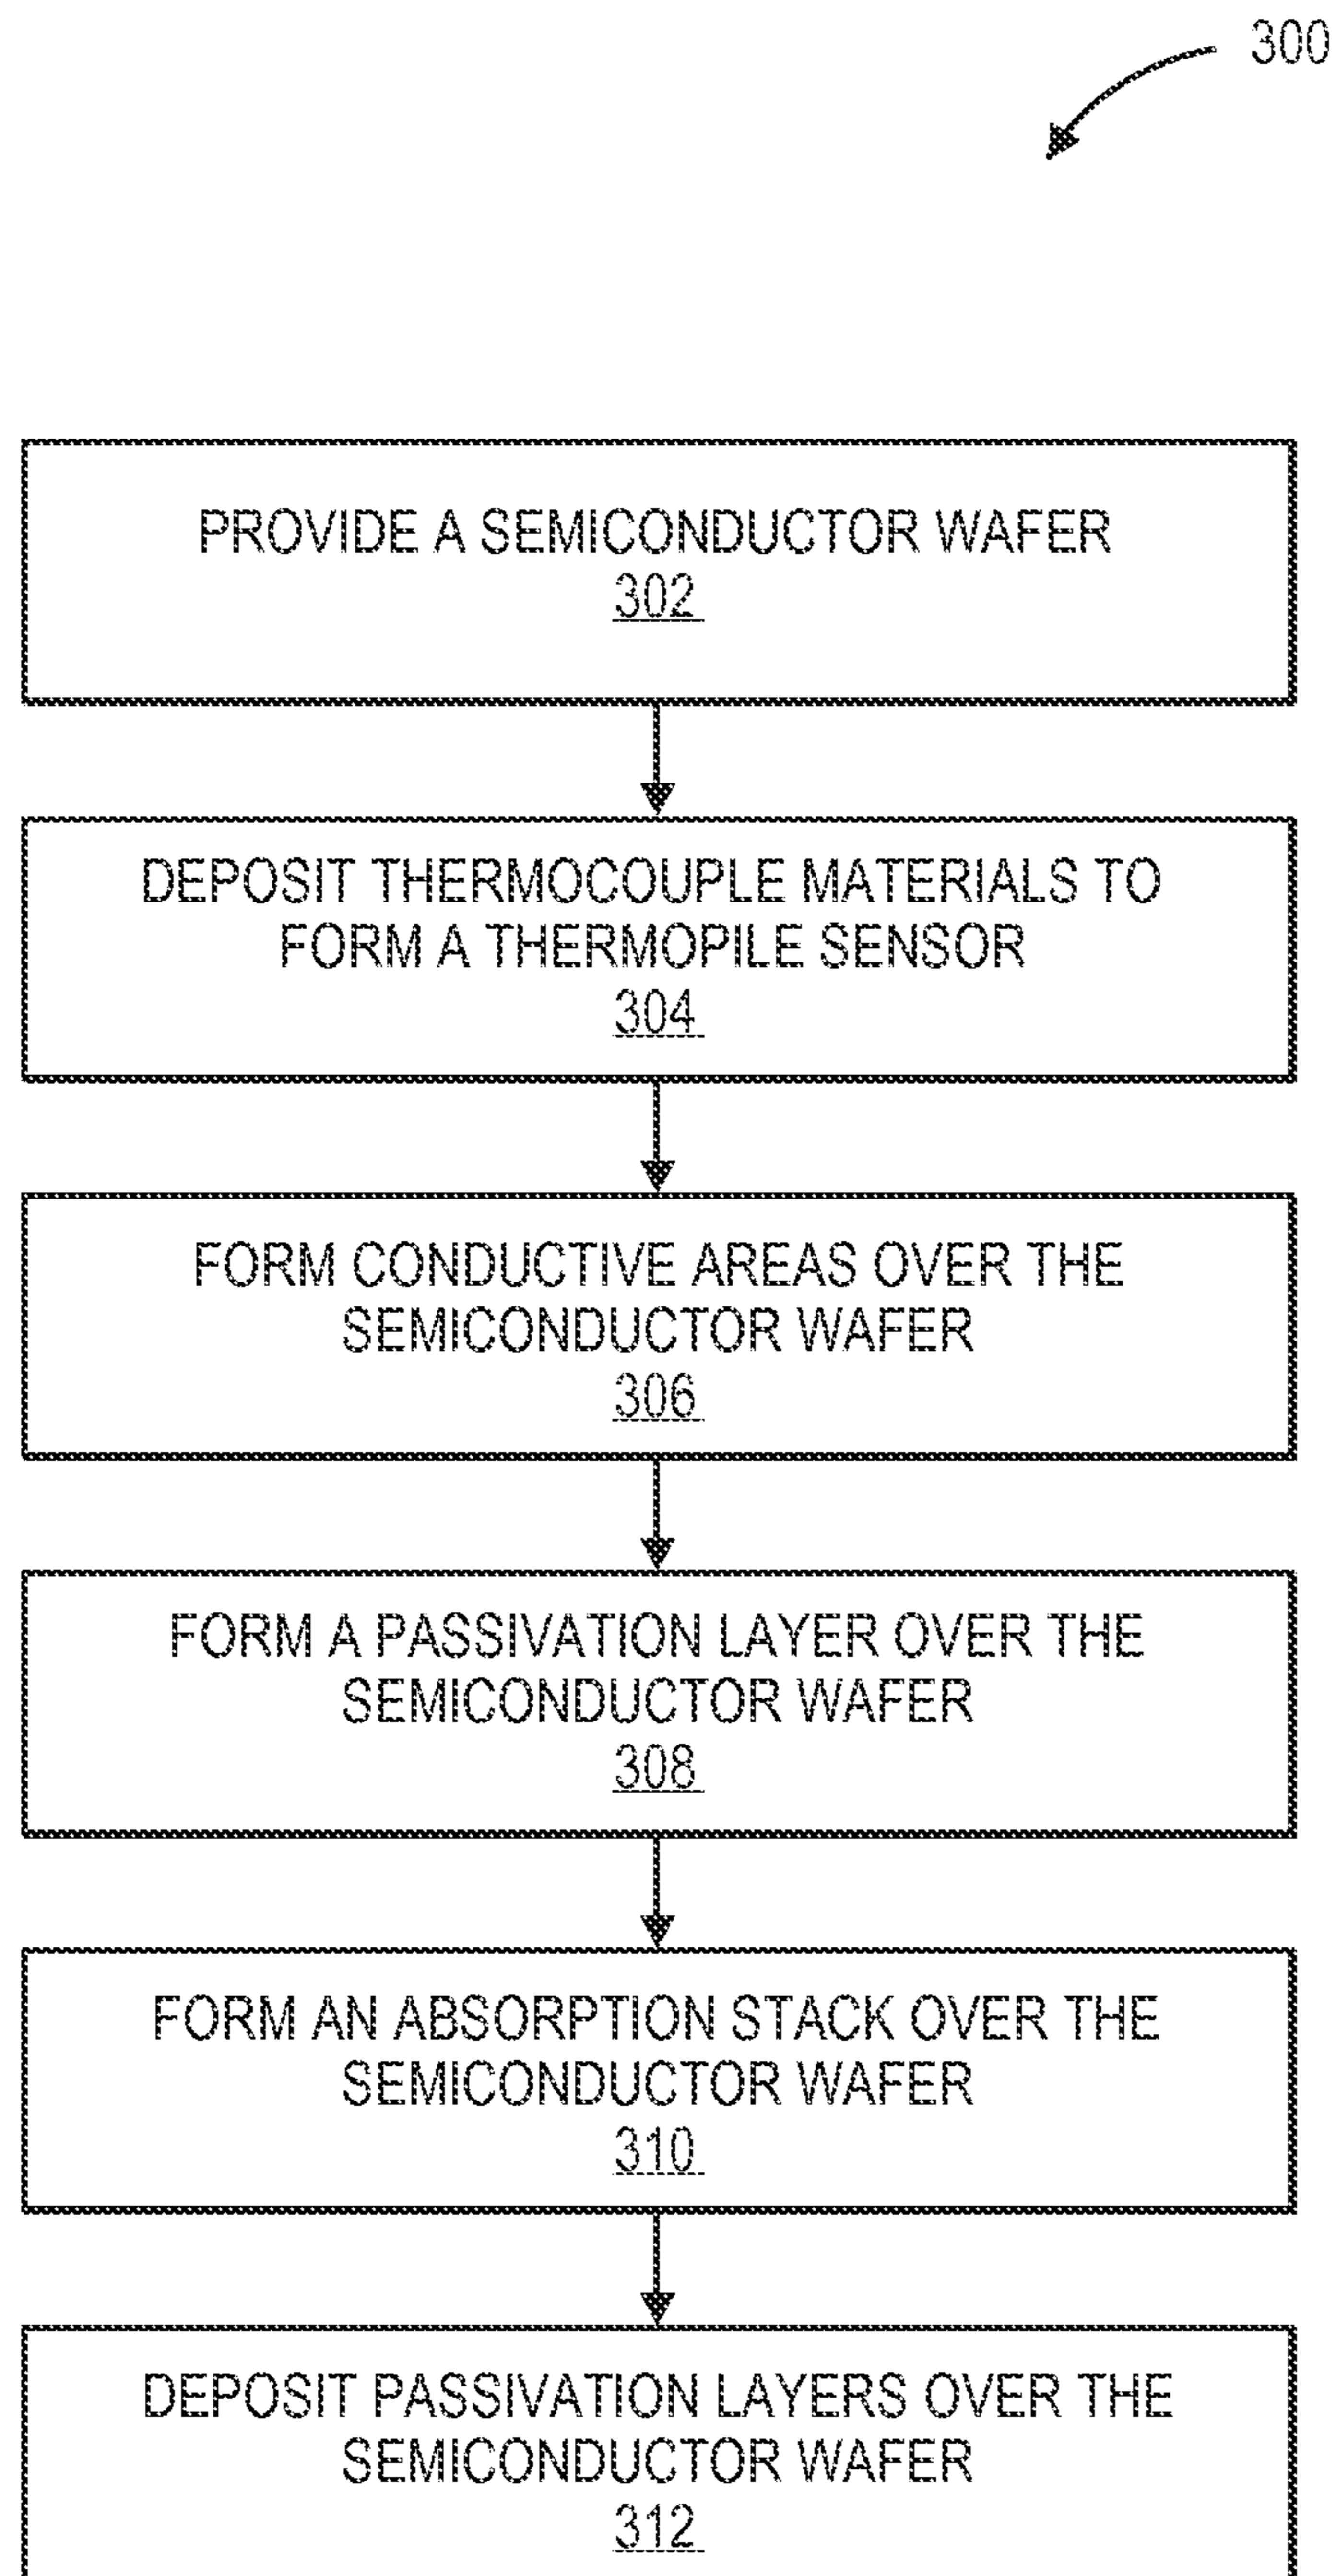 300
PROVIDE A SEMICONDUCTOR WAFER
302
DEPOSIT THERMOCOUPLE MATERIALS TO
FORM A THERMOPILE SENSOR
304
FORM CONDUCTIVE AREAS OVER THE
SEMICONDUCTOR WAFER
306
FORM A PASSIVATION LAYER OVER THE
SEMICONDUCTOR WAFER
308
FORM AN ABSORPTION STACK OVER THE
SEMICONDUCTOR WAFER
310
DEPOSIT PASSIVATION LAYERS OVER THE
SEMICONDUCTOR WAFER
312